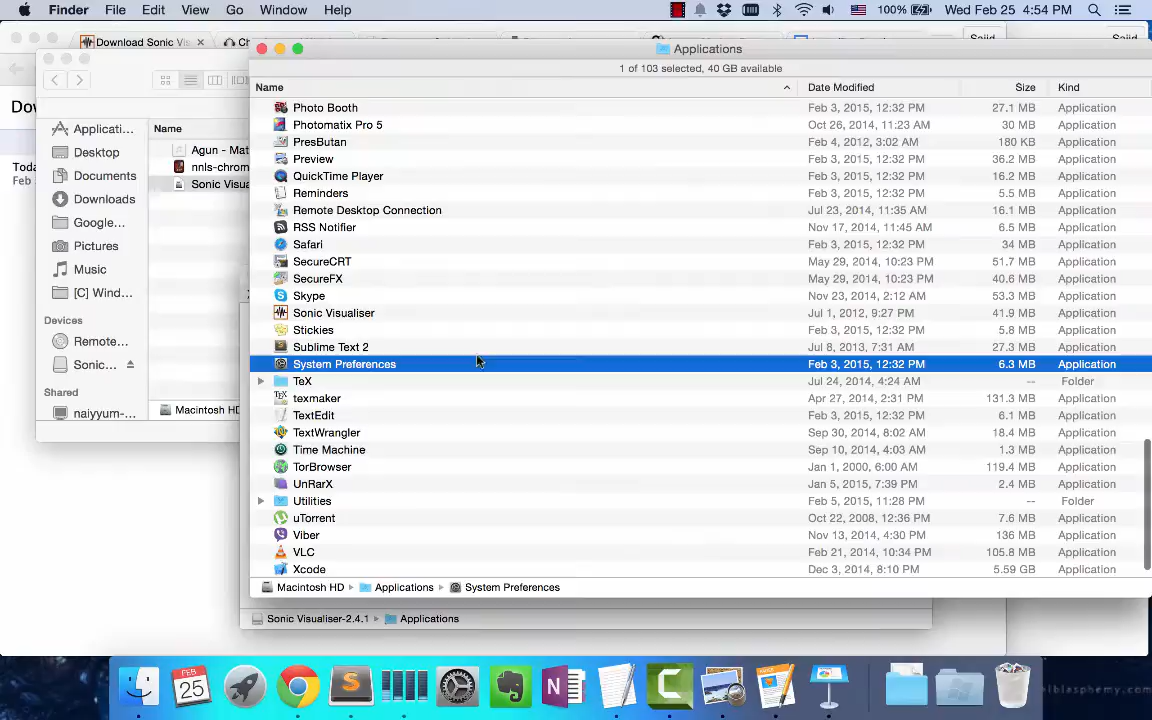 Finder File Edit View Go Window Help 100% Wed Feb 25 4:54 PM
Download Sonic Vis
Applications
1 of 103 selected, 40 GB available
Name Date Modified Size Kind
Photo Booth Feb 3, 2015, 12:32 PM 27.1 MB Application
Photomatix Pro 5 Oct 26, 2014, 11:23 AM 30 MB Application
PresButan Feb 4, 2012, 3:02 AM 180 KB Application
Preview Feb 3, 2015, 12:32 PM 36.2 MB Application
QuickTime Player Feb 3, 2015, 12:32 PM 16.2 MB Application
Reminders Feb 3, 2015, 12:32 PM 5.5 MB Application
Remote Desktop Connection Jul 23, 2014, 11:35 AM 16.1 MB Application
RSS Notifier Nov 17, 2014, 11:45 AM 6.5 MB Application
Safari Feb 3, 2015, 12:32 PM 34 MB Application
SecureCRT May 29, 2014, 10:23 PM 51.7 MB Application
SecureFX May 29, 2014, 10:23 PM 40.6 MB Application
Skype Nov 23, 2014, 2:12 AM 53.3 MB Application
Sonic Visualiser Jul 1, 2012, 9:27 PM 41.9 MB Application
Stickies Feb 3, 2015, 12:32 PM 5.8 MB Application
Sublime Text 2 Jul 8, 2013, 7:31 AM 27.3 MB Application
System Preferences Feb 3, 2015, 12:32 PM 6.3 MB Application
TeX Jul 24, 2014, 4:24 AM -- Folder
texmaker Apr 27, 2014, 2:31 PM 131.3 MB Application
TextEdit Feb 3, 2015, 12:32 PM 6.1 MB Application
TextWrangler Sep 30, 2014, 8:02 AM 18.4 MB Application
Time Machine Sep 10, 2014, 4:03 AM 1.3 MB Application
TorBrowser Jan 1, 2000, 6:00 AM 119.4 MB Application
UnRarX Jan 5, 2015, 7:39 PM 2.4 MB Application
Utilities Feb 5, 2015, 11:28 PM -- Folder
uTorrent Oct 22, 2008, 12:36 PM 7.6 MB Application
Viber Nov 13, 2014, 4:30 PM 136 MB Application
VLC Feb 21, 2014, 10:34 PM 105.8 MB Application
Xcode Dec 3, 2014, 8:10 PM 5.59 GB Application
Macintosh HD Applications System Preferences
Sonic Visualiser-2.4.1 Applications
Name
Agun - Mat
nnls-chrom
Sonic Visua
Applicati...
Desktop
Documents
Downloads
Google...
Pictures
Music
[C] Wind...
Devices
Remote...
Sonic...
Shared
naiyyum-...
Macintosh HD
Dov
Toda
Feb
FEB
25
lblasphemy.com